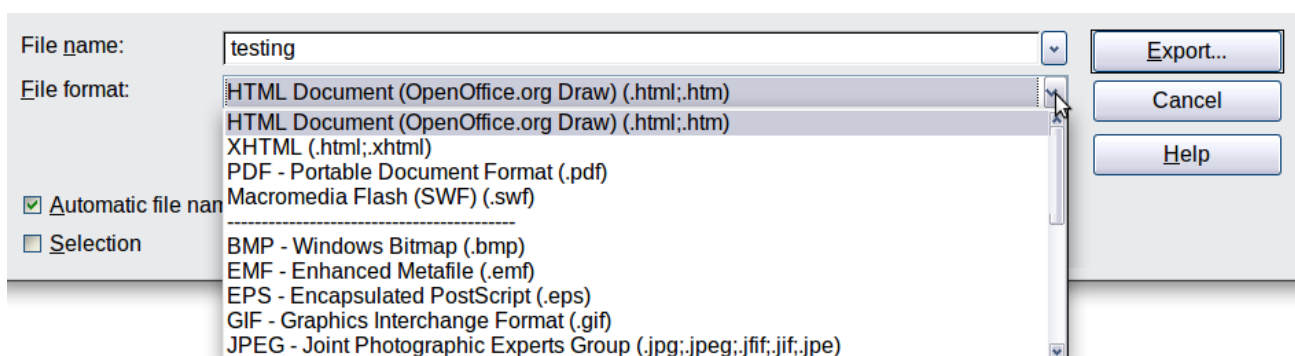 File name:
testing
Export...
File format:
HTML Document (OpenOffice.org Draw) (.html;.htm)
Cancel
HTML Document (OpenOffice.org Draw) (.html;.htm)
XHTML (.html;.xhtml)
Help
PDF - Portable Document Format (.pdf)
Macromedia Flash (SWF) (.swf)
Automatic file nam
------------------------------------------
Selection
BMP - Windows Bitmap (.bmp)
EMF - Enhanced Metafile (.emf)
EPS - Encapsulated PostScript (.eps)
GIF - Graphics Interchange Format (.gif)
JPEG - Joint Photographic Experts Group (.jpg;.jpeg;.jfif;.jif;.jpe)